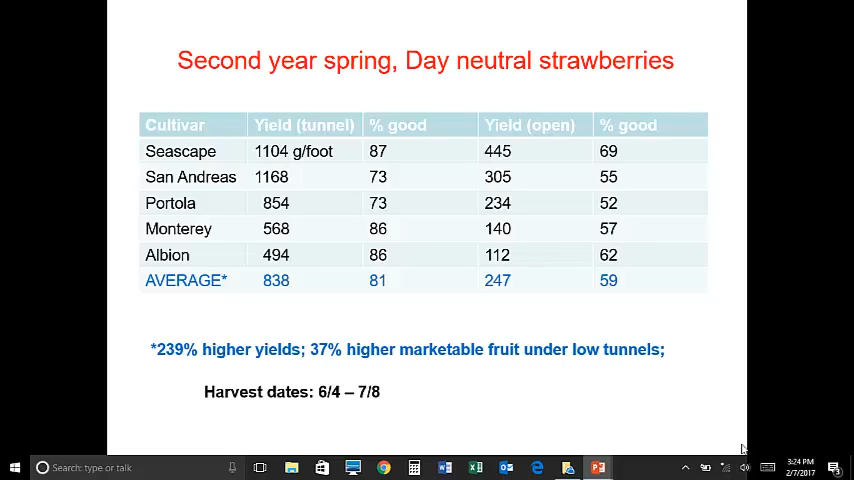 Second year spring, Day neutral strawberries
Cultivar Yield (tunnel) % good Yield (open) % good
Seascape 1104 g/foot 87 445 69
San Andreas 1168 73 305 55
Portola 854 73 234 52
Monterey 568 86 140 57
Albion 494 86 112 62
AVERAGE* 838 81 247 59
*239% higher yields; 37% higher marketable fruit under low tunnels;
Harvest dates: 6/4 – 7/8
Search: type or talk
3:24 PM
2/7/2017
3